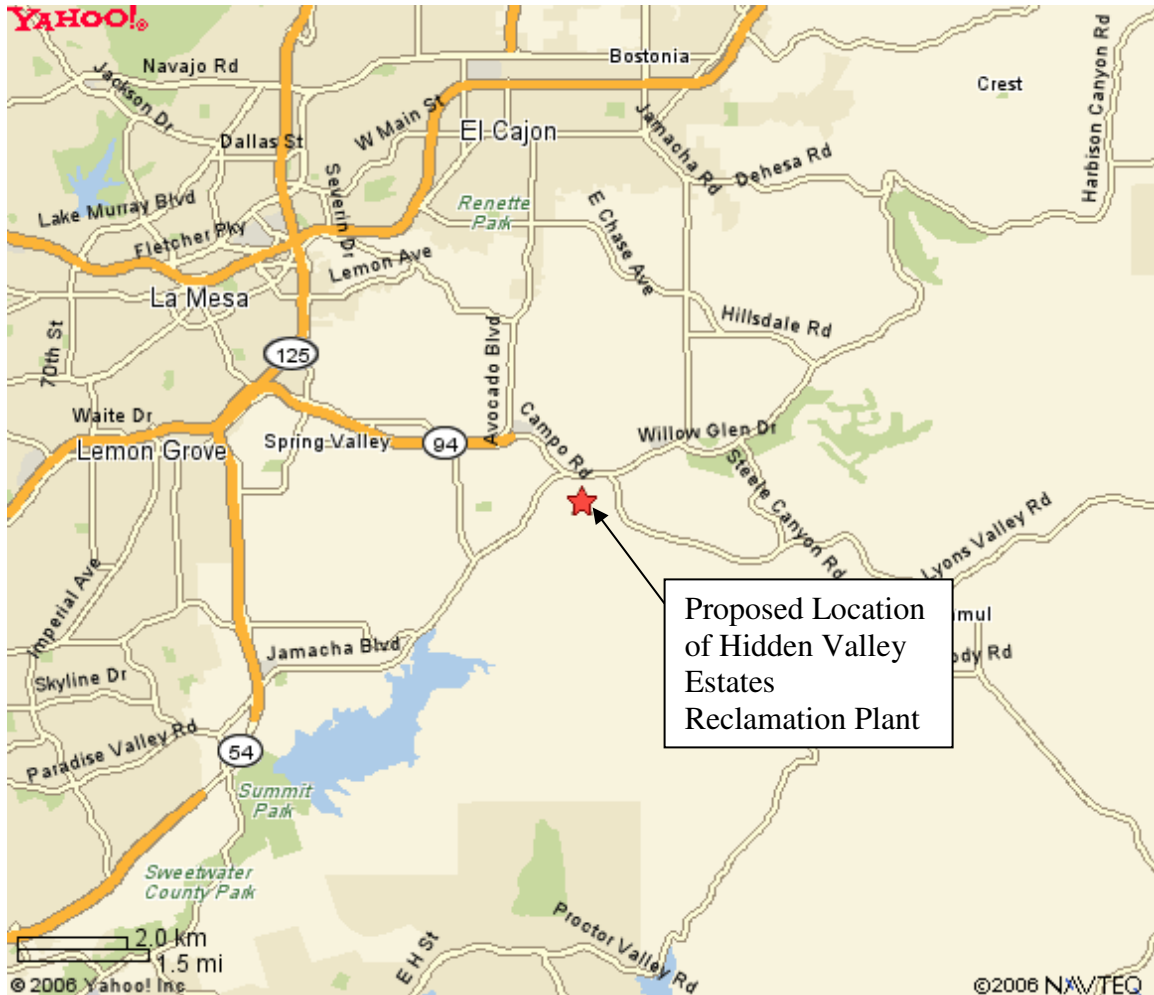 YAHOO!®
Bostonia
Navajo Rd
Jackson Dr
Crest
Harbison Canyon Rd
W Main St
El Cajon
Dallas St
Jamacha Rd
Dehesa Rd
Severin Dr
Lake Murray Blvd
Renette
Park
E Chase Ave
Fletcher Pky
Lemon Ave
La Mesa
Hillsdale Rd
70th St
125
Avocado Blvd
Waite Dr
Campo Rd
Willow Glen Dr
Lemon Grove
Spring Valley
94
Steele Canyon Rd
Lyons Valley Rd
Imperial Ave
Proposed Location
of Hidden Valley
Estates
Reclamation Plant
mul
ody Rd
Jamacha Blvd
Skyline Dr
Paradise Valley Rd
54
Summit
Park
Sweetwater
County Park
Proctor Valley Rd
E H St
2.0 km
1.5 mi
© 2006 Yahoo! Inc
©2006 NAVTEQ